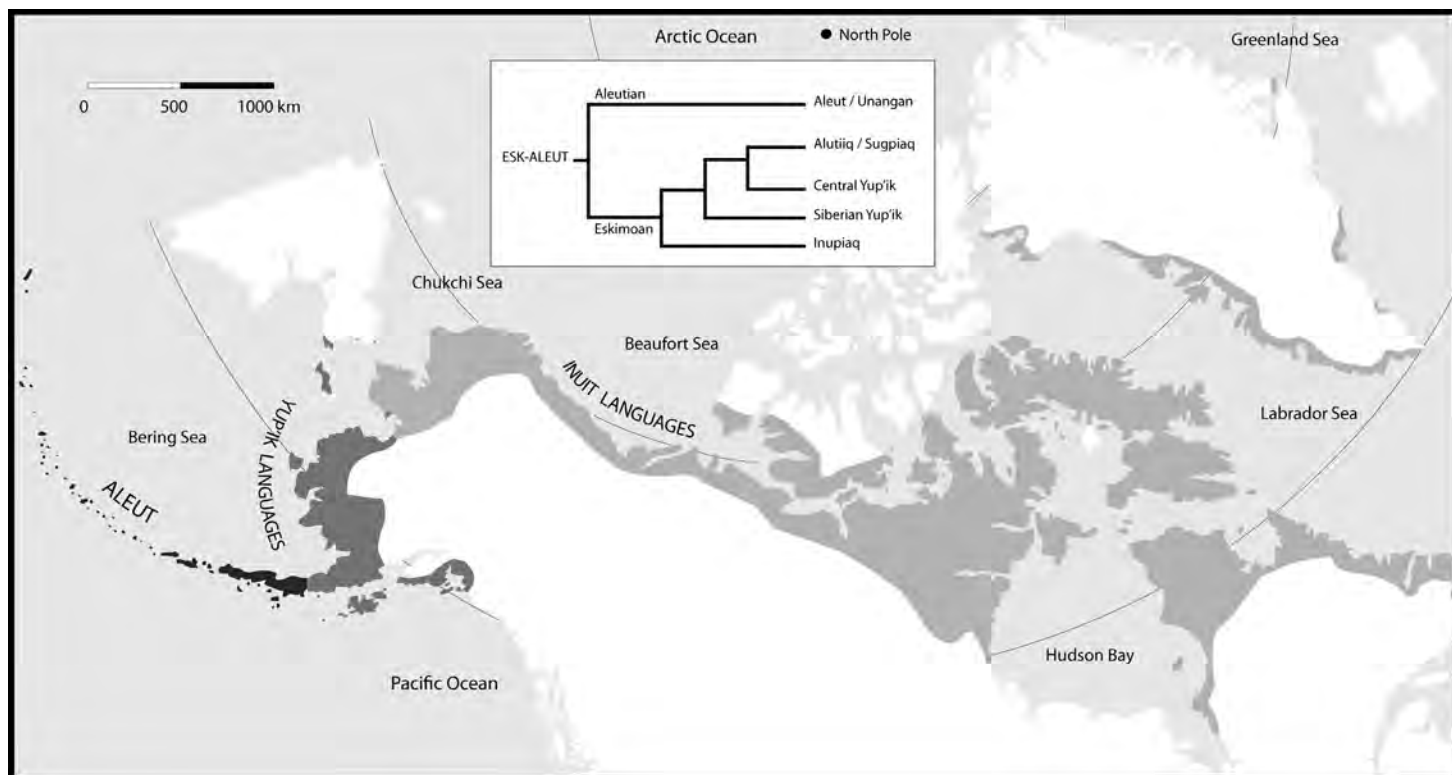 Arctic Ocean
North Pole
Greenland Sea
0 500 1000 km
Aleutian
Aleut / Unangan
Alutiiq / Sugpiaq
ESK-ALEUT
Central Yup'ik
Siberian Yup'ik
Eskimoan
Inupiaq
Chukchi Sea
Beaufort Sea
INUIT LANGUAGES
Labrador Sea
Bering Sea
YUP'IK LANGUAGES
ALEUT
Hudson Bay
Pacific Ocean